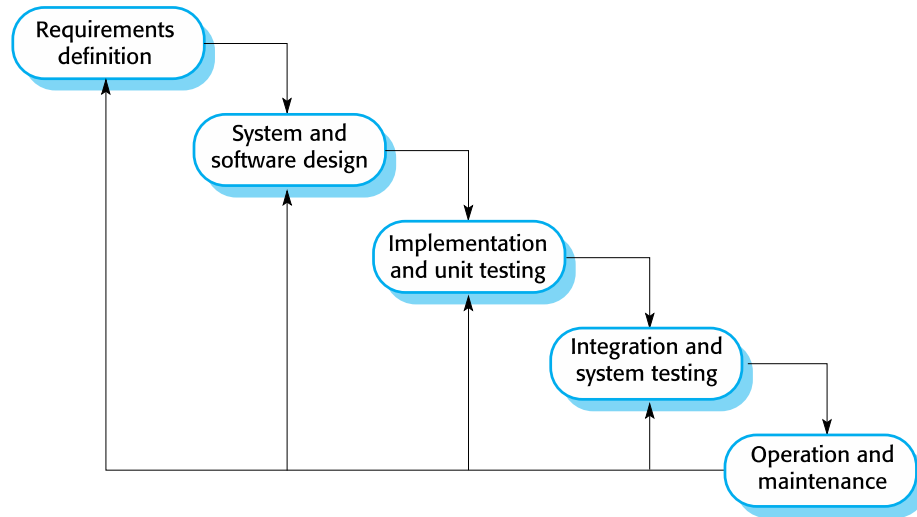 Requirements
definition
System and
software design
Implementation
and unit testing
Integration and
system testing
Operation and
maintenance